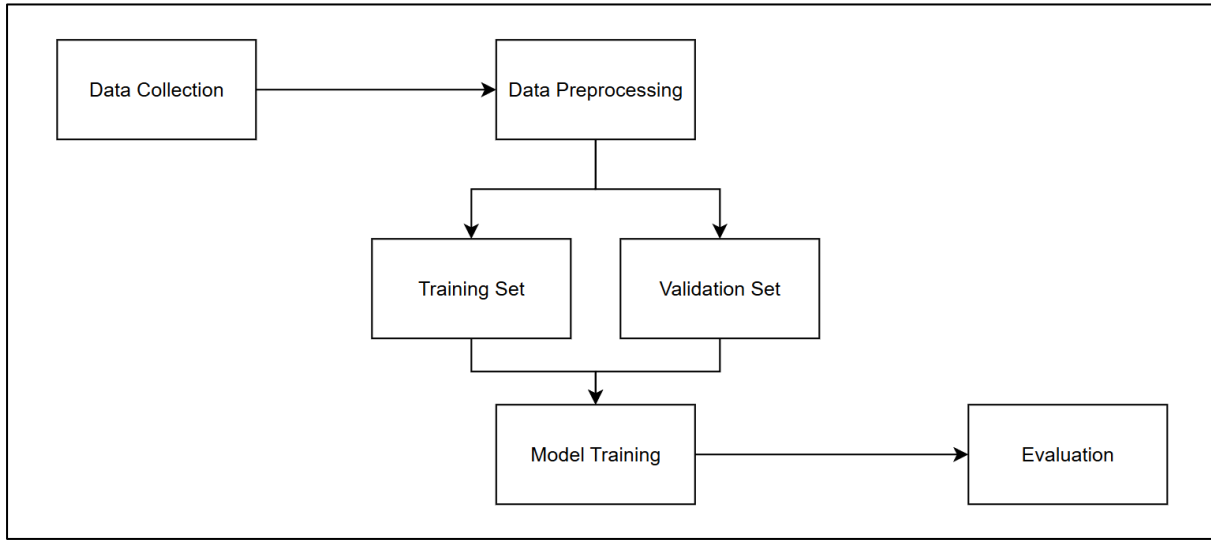 Data Collection
Data Preprocessing
Training Set
Validation Set
Model Training
Evaluation